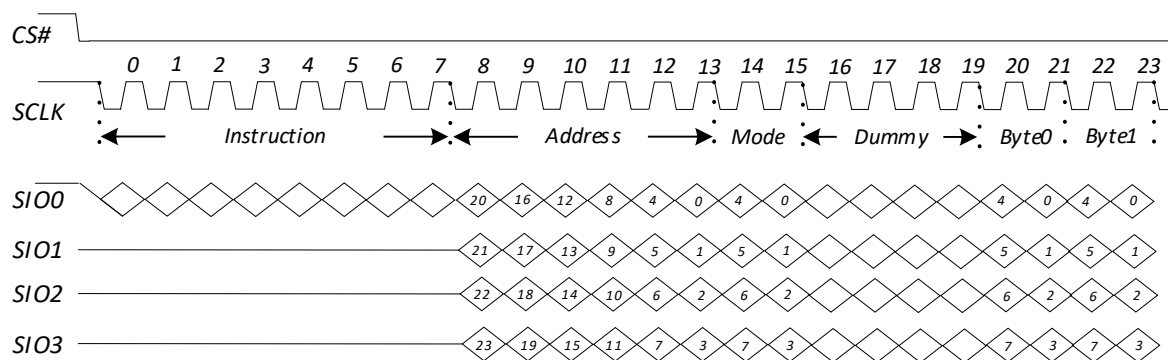 CS#
0 1 2 3 4 5 6 7 8 9 10 11 12 13 14 15 16 17 18 19 20 21 22 23
SCLK
Instruction Address Mode Dummy Byte0 Byte1
SIO0 20 16 12 8 4 0 4 0 4 0 4 0
SIO1 21 17 13 9 5 1 5 1 5 1 5 1
SIO2 22 18 14 10 6 2 6 2 6 2 6 2
SIO3 23 19 15 11 7 3 7 3 7 3 7 3